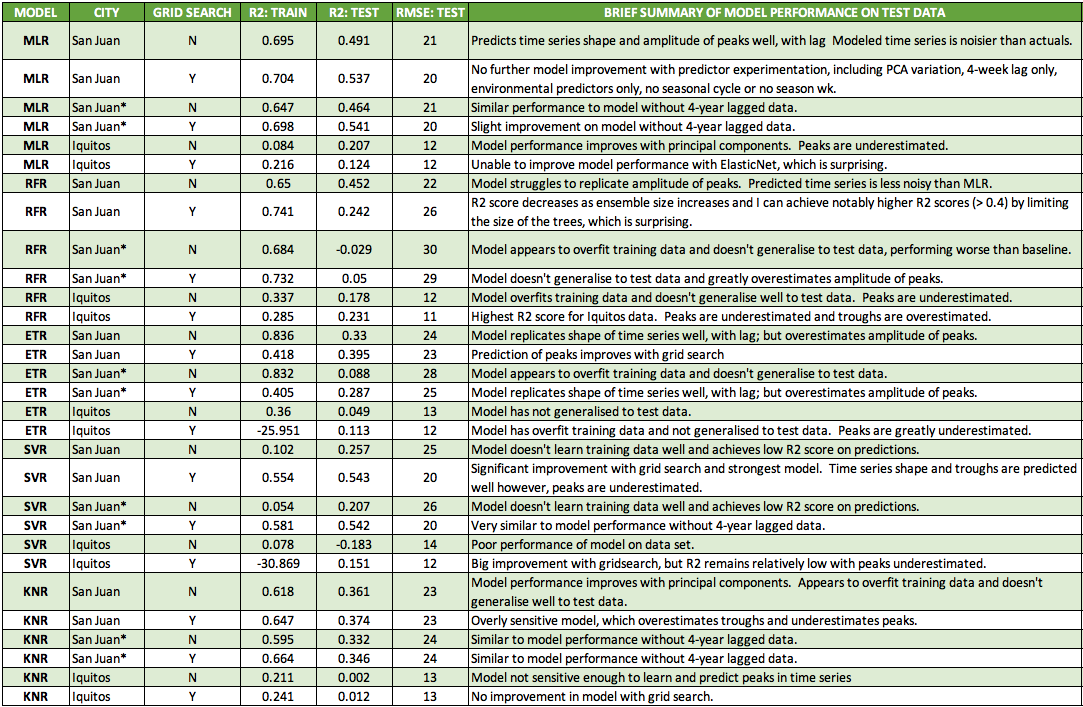 MODEL CITY GRID SEARCH R2: TRAIN R2: TEST RMSE: TEST BRIEF SUMMARY OF MODEL PERFORMANCE ON TEST DATA
MLR San Juan N 0.695 0.491 21 Predicts time series shape and amplitude of peaks well, with lag Modeled time series is noisier than actuals.
MLR San Juan Y 0.704 0.537 20 No further model improvement with predictor experimentation, including PCA variation, 4-week lag only,
environmental predictors only, no seasonal cycle or no season wk.
MLR San Juan* N 0.647 0.464 21 Similar performance to model without 4-year lagged data.
MLR San Juan* Y 0.698 0.541 20 Slight improvement on model without 4-year lagged data.
MLR Iquitos N 0.084 0.207 12 Model performance improves with principal components. Peaks are underestimated.
MLR Iquitos Y 0.216 0.124 12 Unable to improve model performance with ElasticNet, which is surprising.
RFR San Juan N 0.65 0.452 22 Model struggles to replicate amplitude of peaks. Predicted time series is less noisy than MLR.
RFR San Juan Y 0.741 0.242 26 R2 score decreases as ensemble size increases and I can achieve notably higher R2 scores (> 0.4) by limiting
the size of the trees, which is surprising.
RFR San Juan* N 0.684 -0.029 30 Model appears to overfit training data and doesn't generalise to test data, performing worse than baseline.
RFR San Juan* Y 0.732 0.05 29 Model doesn't generalise to test data and greatly overestimates amplitude of peaks.
RFR Iquitos N 0.337 0.178 12 Model overfits training data and doesn't generalise well to test data. Peaks are underestimated.
RFR Iquitos Y 0.285 0.231 11 Highest R2 score for Iquitos data. Peaks are underestimated and troughs are overestimated.
ETR San Juan N 0.836 0.33 24 Model replicates shape of time series well, with lag; but overestimates amplitude of peaks.
ETR San Juan Y 0.418 0.395 23 Prediction of peaks improves with grid search
ETR San Juan* N 0.832 0.088 28 Model appears to overfit training data and doesn't generalise to test data.
ETR San Juan* Y 0.405 0.287 25 Model replicates shape of time series well, with lag; but overestimates amplitude of peaks.
ETR Iquitos N 0.36 0.049 13 Model has not generalised to test data.
ETR Iquitos Y -25.951 0.113 12 Model has overfit training data and not generalised to test data. Peaks are greatly underestimated.
SVR San Juan N 0.102 0.257 25 Model doesn't learn training data well and achieves low R2 score on predictions.
SVR San Juan Y 0.554 0.543 20 Significant improvement with grid search and strongest model. Time series shape and troughs are predicted
well however, peaks are underestimated.
SVR San Juan* N 0.054 0.207 26 Model doesn't learn training data well and achieves low R2 score on predictions.
SVR San Juan* Y 0.581 0.542 20 Very similar to model performance without 4-year lagged data.
SVR Iquitos N 0.078 -0.183 14 Poor performance of model on data set.
SVR Iquitos Y -30.869 0.151 12 Big improvement with gridsearch, but R2 remains relatively low with peaks underestimated.
KNR San Juan N 0.618 0.361 23 Model performance improves with principal components. Appears to overfit training data and doesn't
generalise well to test data.
KNR San Juan Y 0.647 0.374 23 Overly sensitive model, which overestimates troughs and underestimates peaks.
KNR San Juan* N 0.595 0.332 24 Similar to model performance without 4-year lagged data.
KNR San Juan* Y 0.664 0.346 24 Similar to model performance without 4-year lagged data.
KNR Iquitos N 0.211 0.002 13 Model not sensitive enough to learn and predict peaks in time series
KNR Iquitos Y 0.241 0.012 13 No improvement in model with grid search.